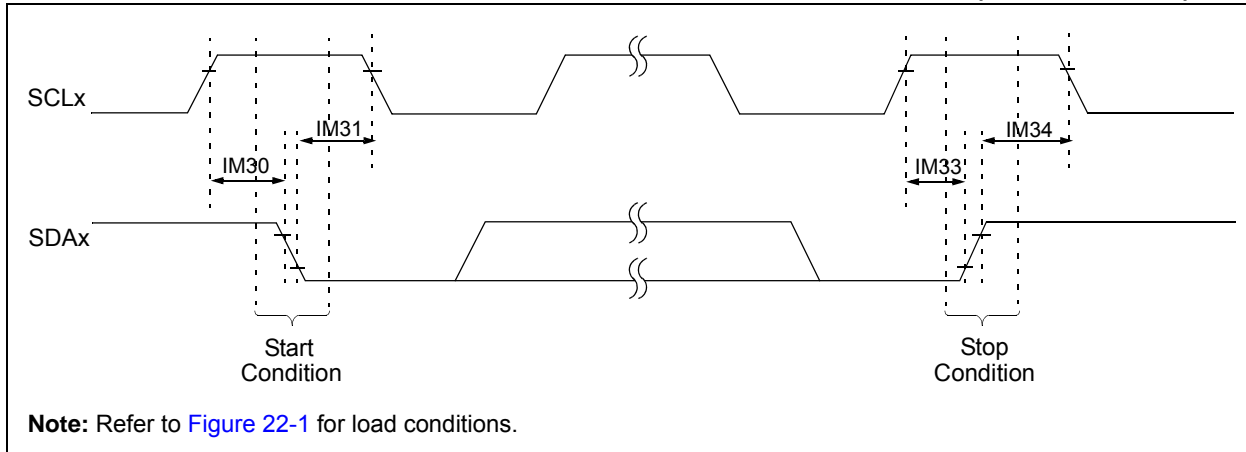 SCLx
IM31
IM34
IM30
IM33
SDAx
Start
Condition
Stop
Condition
Note: Refer to Figure 22-1 for load conditions.